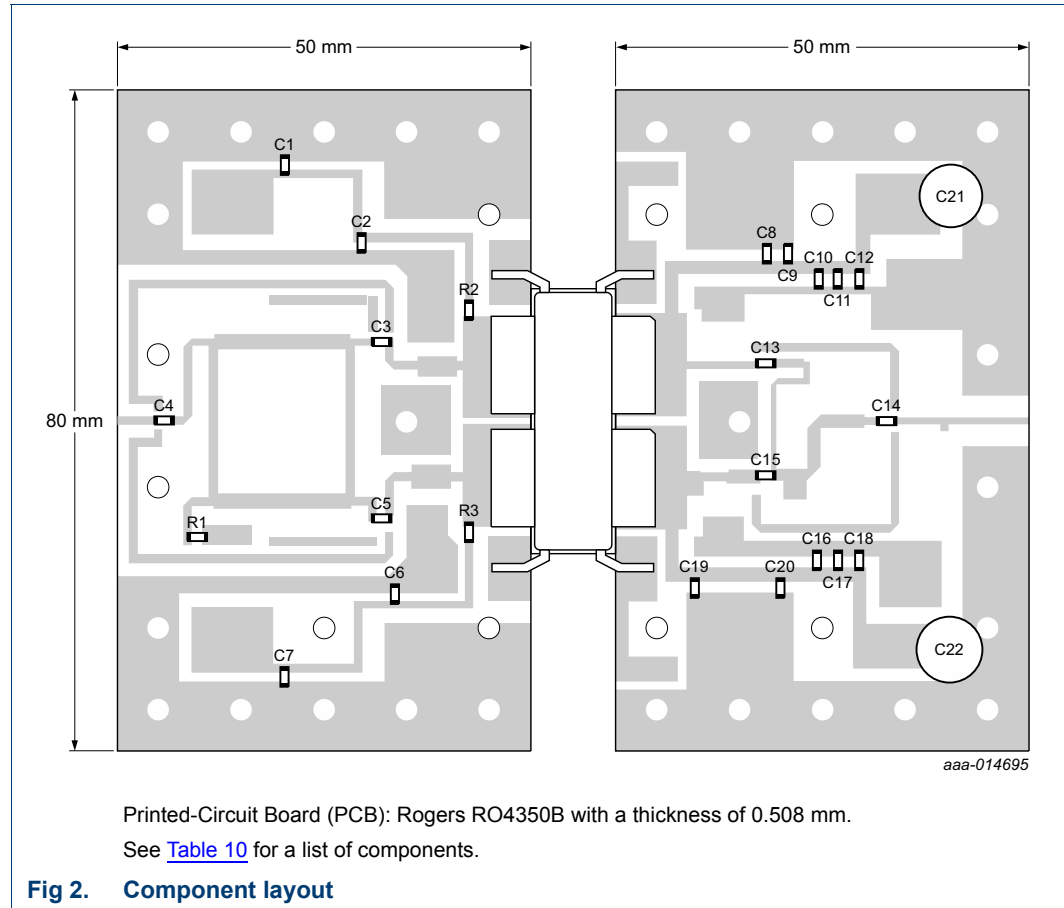 50 mm
50 mm
C1
C21
C2
C8
C10 C12
C9
C11
R2
C3
C13
80 mm
C4
C14
C15
C5
R1
R3
C16 C18
C17
C6
C19 C20
C7
C22
aaa-014695
Printed-Circuit Board (PCB): Rogers RO4350B with a thickness of 0.508 mm.
See Table 10 for a list of components.
Fig 2. Component layout